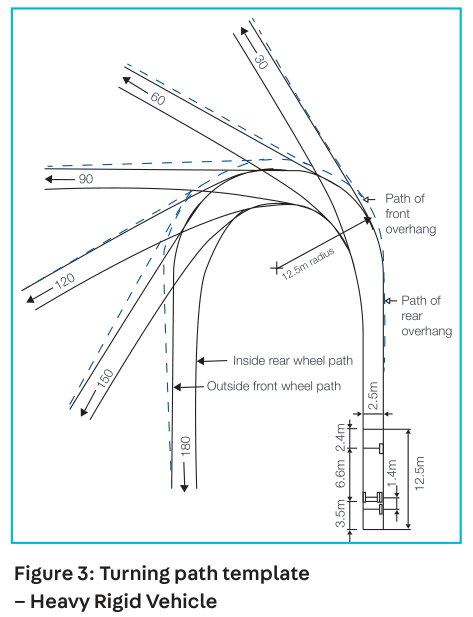 30
60
90
120
150
180
Path of
front
overhang
12.5m radius
Path of
rear
overhang
Inside rear wheel path
Outside front wheel path
2.5m
2.4m
6.6m
1.4m
12.5m
3.5m
Figure 3: Turning path template
– Heavy Rigid Vehicle